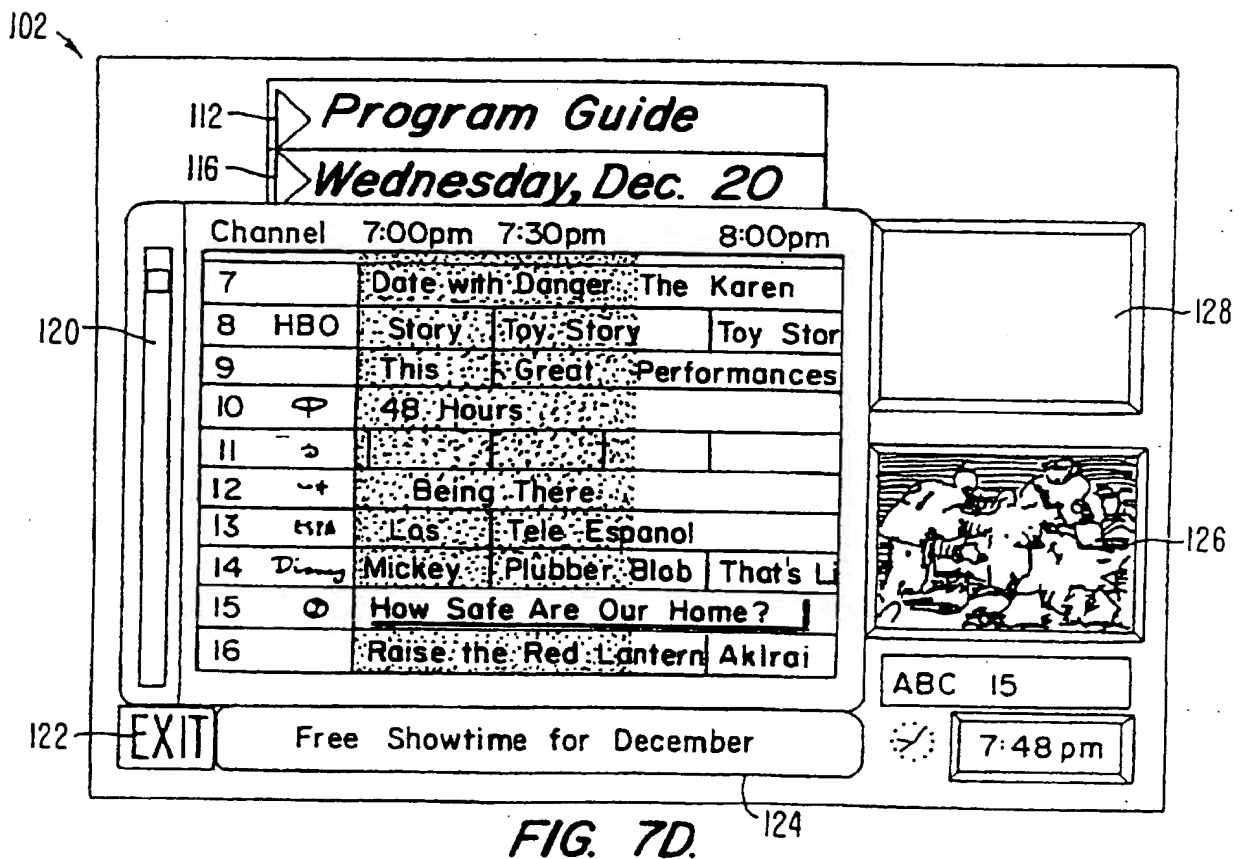 102
112 Program Guide
116 Wednesday, Dec. 20
Channel 7:00pm 7:30pm 8:00pm
7 Date with Danger The Karen
8 HBO Story Toy Story Toy Stor
120
128
9 This Great Performances
10 48 Hours
11
12 Being There
13 Las Tele Espanol
126
14 Disney Mickey Plubber Blob That's Li
15 How Safe Are Our Home?
16 Raise the Red Lantern Akirai
ABC 15
122 EXIT Free Showtime for December 7:48 pm
124
FIG. 7D.